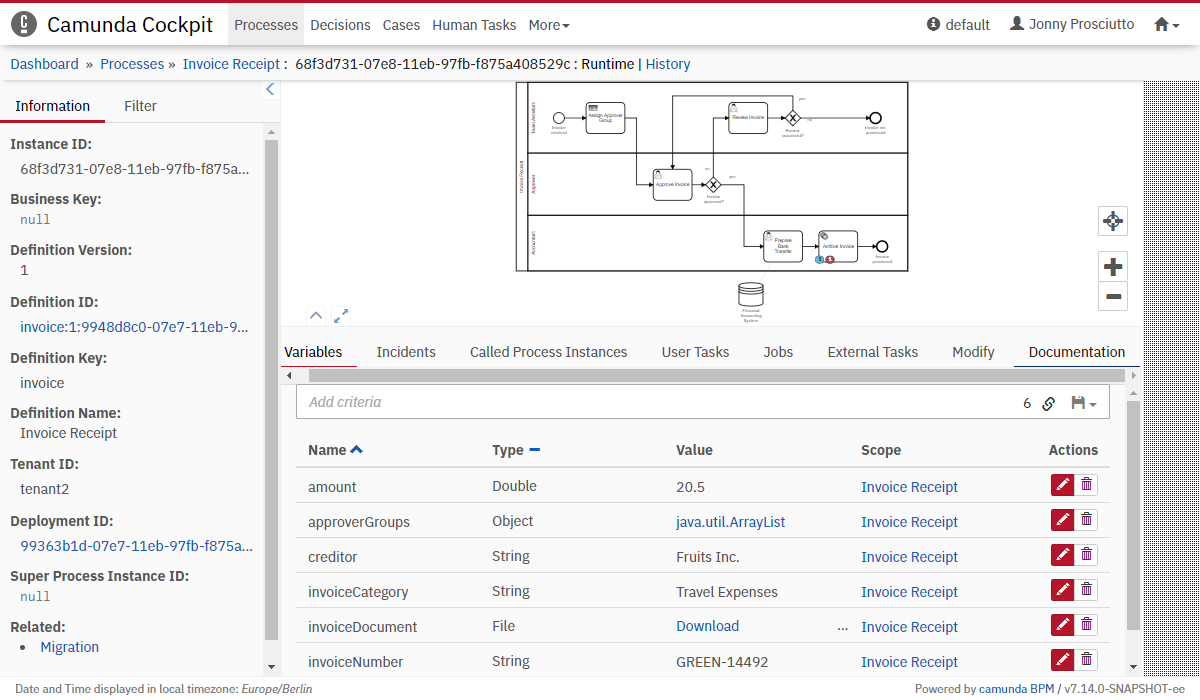 Camunda Cockpit Processes Decisions Cases Human Tasks More default Jonny Prosciutto
Dashboard » Processes » Invoice Receipt : 68f3d731-07e8-11eb-97fb-f875a408529c : Runtime | History
Information Filter
Instance ID:
68f3d731-07e8-11eb-97fb-f875a...
Business Key:
null
Definition Version:
1
Definition ID:
invoice:1:9948d8c0-07e7-11eb-9...
Definition Key:
invoice
Definition Name:
Invoice Receipt
Tenant ID:
tenant2
Deployment ID:
99363b1d-07e7-11eb-97fb-f875a...
Super Process Instance ID:
null
Related:
Migration
Invoice Receipt
Team Assistant
Approver
Accountant
Invoice
received
Assign Approver
Group
Review Invoice
yes
no
Review
successful?
Invoice not
processed
Approve Invoice
no
yes
Invoice
approved?
Prepare
Bank
Transfer
Archive Invoice
1 1
Invoice
processed
Financial
Accounting
System
Variables Incidents Called Process Instances User Tasks Jobs External Tasks Modify Documentation
Add criteria 6
Name Type Value Scope Actions
amount Double 20.5 Invoice Receipt
approverGroups Object java.util.ArrayList Invoice Receipt
creditor String Fruits Inc. Invoice Receipt
invoiceCategory String Travel Expenses Invoice Receipt
invoiceDocument File Download ... Invoice Receipt
invoiceNumber String GREEN-14492 Invoice Receipt
Date and Time displayed in local timezone: Europe/Berlin Powered by camunda BPM / v7.14.0-SNAPSHOT-ee